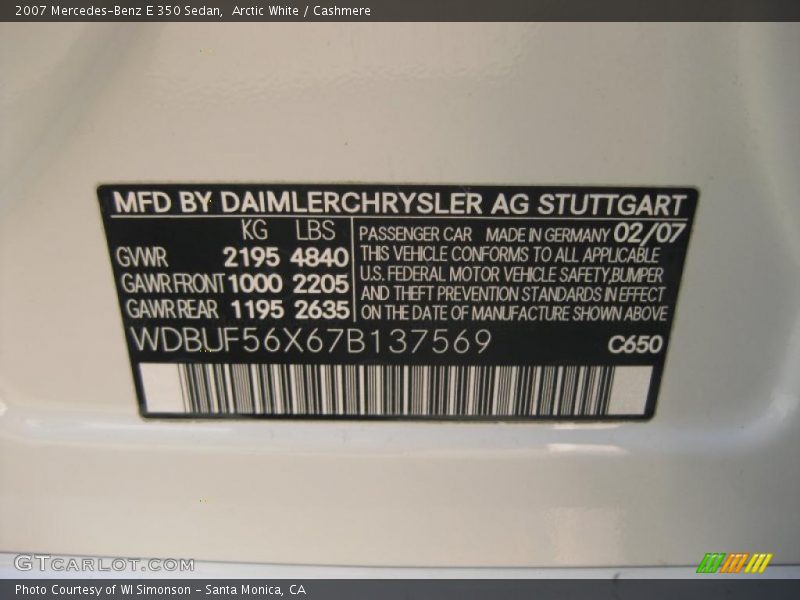 2007 Mercedes-Benz E 350 Sedan,  Arctic White / Cashmere
MFD BY DAIMLERCHRYSLER AG STUTTGART
KG LBS
GVWR 2195 4840
GAWR FRONT 1000 2205
GAWR REAR 1195 2635
PASSENGER CAR MADE IN GERMANY 02/07
THIS VEHICLE CONFORMS TO ALL APPLICABLE
U.S. FEDERAL MOTOR VEHICLE SAFETY,BUMPER
AND THEFT PREVENTION STANDARDS IN EFFECT
ON THE DATE OF MANUFACTURE SHOWN ABOVE
WDBUF56X67B137569 C650
GTCARLOT.COM
Photo Courtesy of WI Simonson - Santa Monica, CA